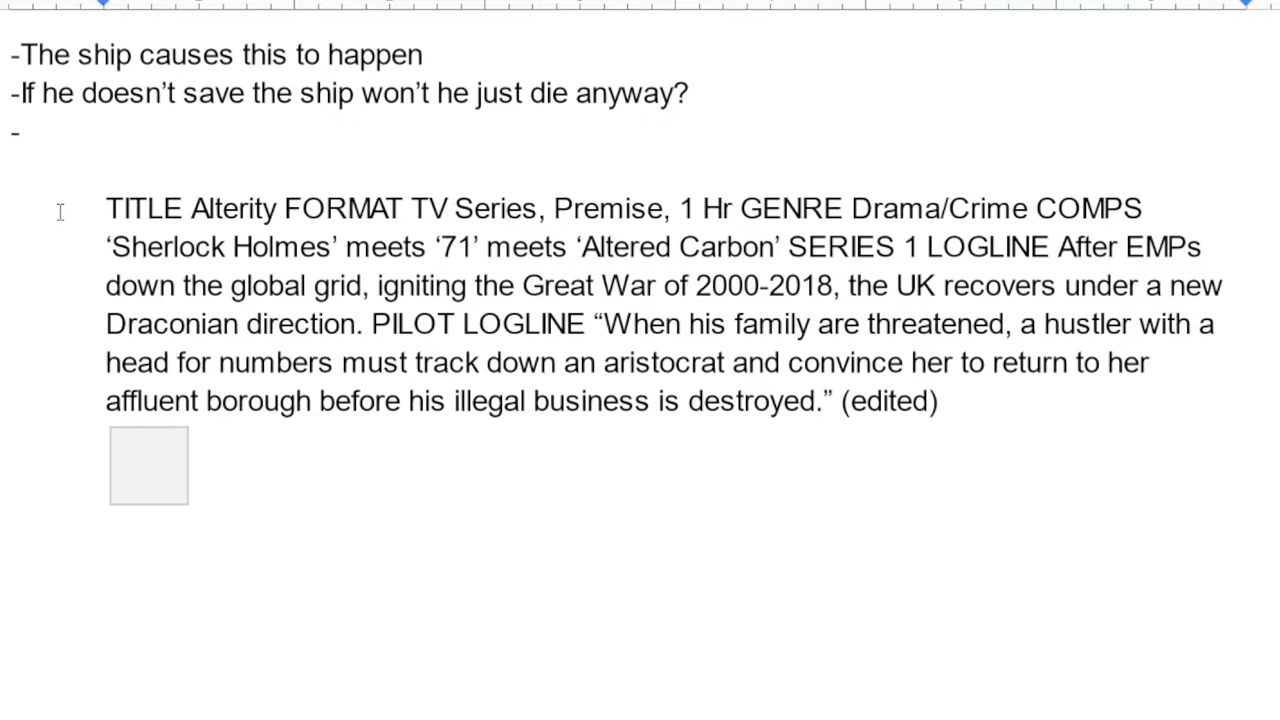 -The ship causes this to happen
-If he doesn’t save the ship won’t he just die anyway?
-
TITLE Alterity FORMAT TV Series, Premise, 1 Hr GENRE Drama/Crime COMPS
‘Sherlock Holmes’ meets ‘71’ meets ‘Altered Carbon’ SERIES 1 LOGLINE After EMPs
down the global grid, igniting the Great War of 2000-2018, the UK recovers under a new
Draconian direction. PILOT LOGLINE “When his family are threatened, a hustler with a
head for numbers must track down an aristocrat and convince her to return to her
affluent borough before his illegal business is destroyed.” (edited)